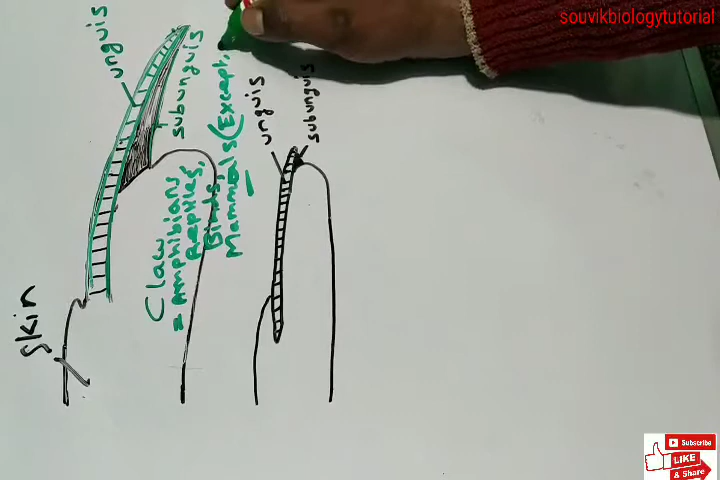 souvikbiologytutorial
unguis
subunguis
Claw
= Amphibians
Reptiles,
Birds,
Mammals (Except,
unguis
subunguis
skin
Subscribe
LIKE
& Share